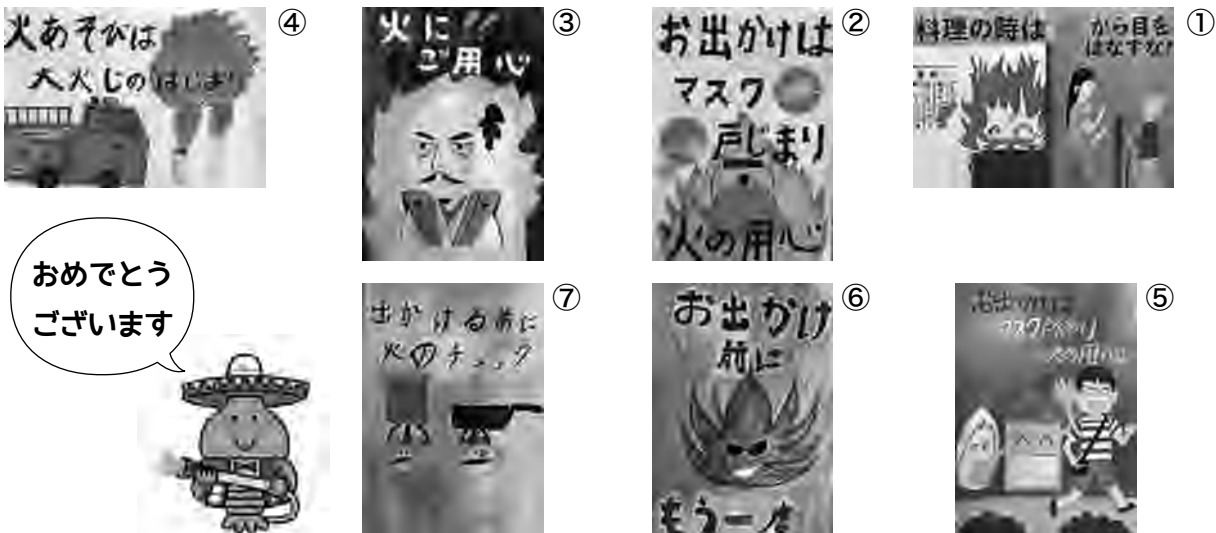 ①
料理の時は
から目を
はなすな!
②
お出かけは
マスク
戸じまり
火の用心
③
火に!!
ご用心
④
火あそびは
大火じのはじまり
⑤
お出かけは
マスク戸じまり
火の用心
⑥
お出かけ
前に
もう一度
⑦
出かける前に
火のチェック
おめでとう
ございます